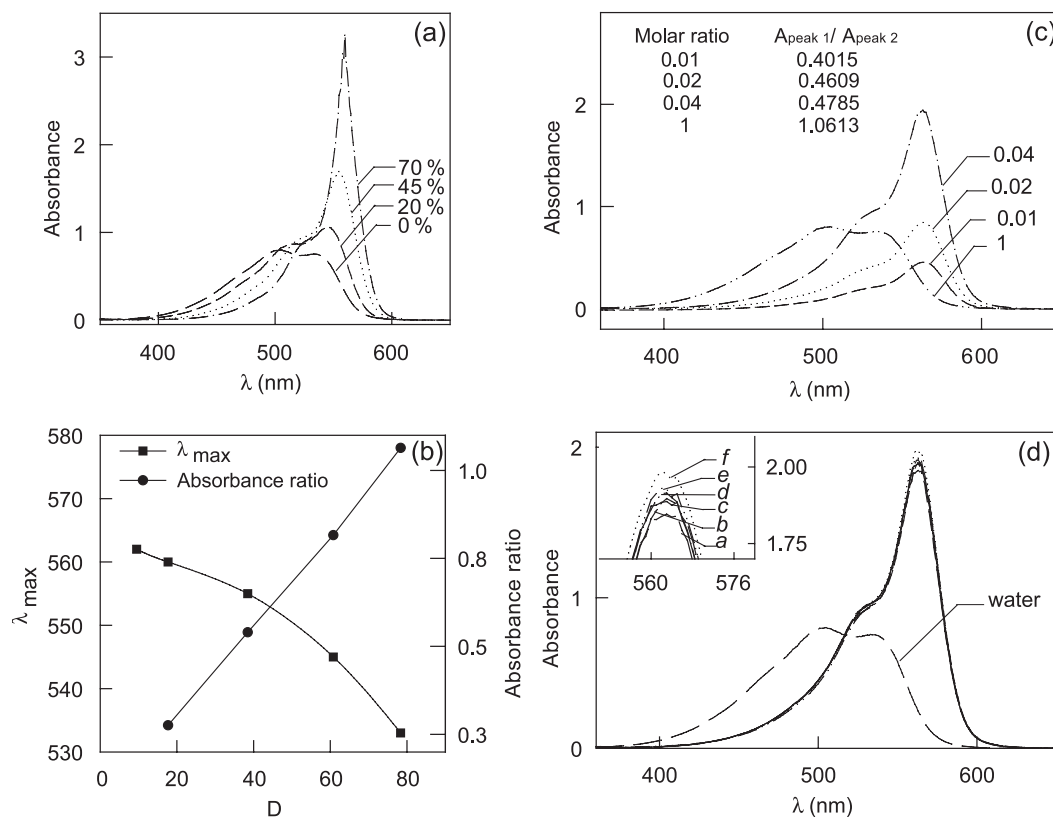 (a)
3
2
1
0
Absorbance
70 %
45 %
20 %
0 %
400 500 600
λ (nm)
(c)
Molar ratio Apeak 1/ Apeak 2
0.01 0.4015
0.02 0.4609
0.04 0.4785
1 1.0613
2
1
0
Absorbance
0.04
0.02
0.01
1
400 500 600
λ (nm)
(b)
λ max
Absorbance ratio
580
570
560
550
540
530
λ max
1.0
0.8
0.5
0.3
Absorbance ratio
0 20 40 60 80
D
(d)
2
1
0
Absorbance
f
e
d
c
b
a
2.00
1.75
560 576
water
400 500 600
λ (nm)